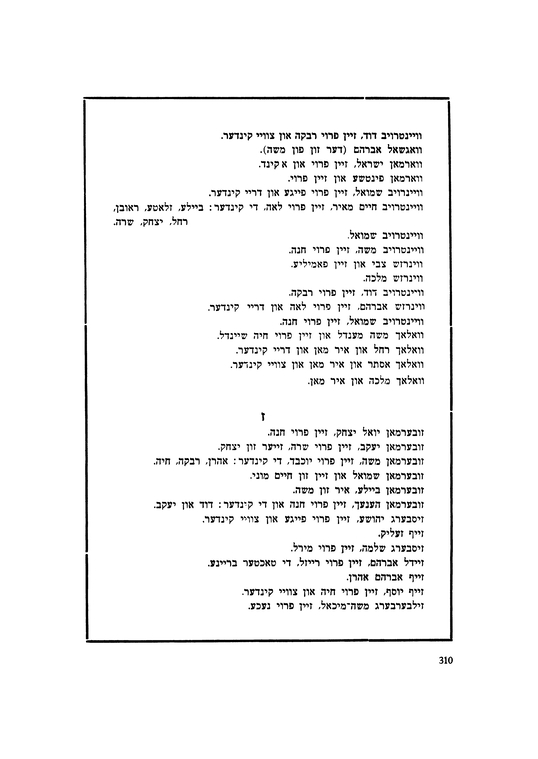 וויינטרויב דוד, זיין פרוי רבקה און צוויי קינדער.
וואגשאל אברהם (דער זון פון משה).
ווארמאן ישראל, זיין פרוי און א קינד.
ווארמאן פינטשע און זיין פרוי.
וויינרויב שמואל, זיין פרוי פייגע און דריי קינדער.
וויינטרויב חיים מאיר, זיין פרוי לאה, די קינדער: ביילע, זלאטע, ראובן,
רחל, יצחק, שרה.
וויינטרויב שמואל.
וויינטרויב משה, זיין פרוי חנה.
ווינרזש צבי און זיין פאמיליע.
ווינרזש מלכה.
וויינטרויב דוד, זיין פרוי רבקה.
ווינרזש אברהם, זיין פרוי לאה און דריי קינדער.
וויינטרויב שמואל, זיין פרוי חנה.
וואלאך משה מענדל און זיין פרוי חיה שיינדל.
וואלאך רחל און איר מאן און דריי קינדער.
וואלאך אסתר און איר מאן און צוויי קינדער.
וואלאך מלכה און איר מאן.
ז
זובערמאן יואל יצחק, זיין פרוי חנה.
זובערמאן יעקב, זיין פרוי שרה, זייער זון יצחק.
זובערמאן משה, זיין פרוי יוכבד, די קינדער: אהרן, רבקה, חיה.
זובערמאן שמואל און זיין זון חיים מוני.
זובערמאן ביילע, איר זון משה.
זובערמאן הענעך, זיין פרוי חנה און די קינדער: דוד און יעקב.
זיסבערג יהושע, זיין פרוי פייגע און צוויי קינדער.
זייף זעליק.
זיסבערג שלמה, זיין פרוי מירל.
זיידל אברהם, זיין פרוי רייזל, די טאכטער בריינע.
זייף אברהם אהרן.
זייף יוסף, זיין פרוי חיה און צוויי קינדער.
זילבערבערג משה־מיכאל, זיין פרוי נעכע.
310